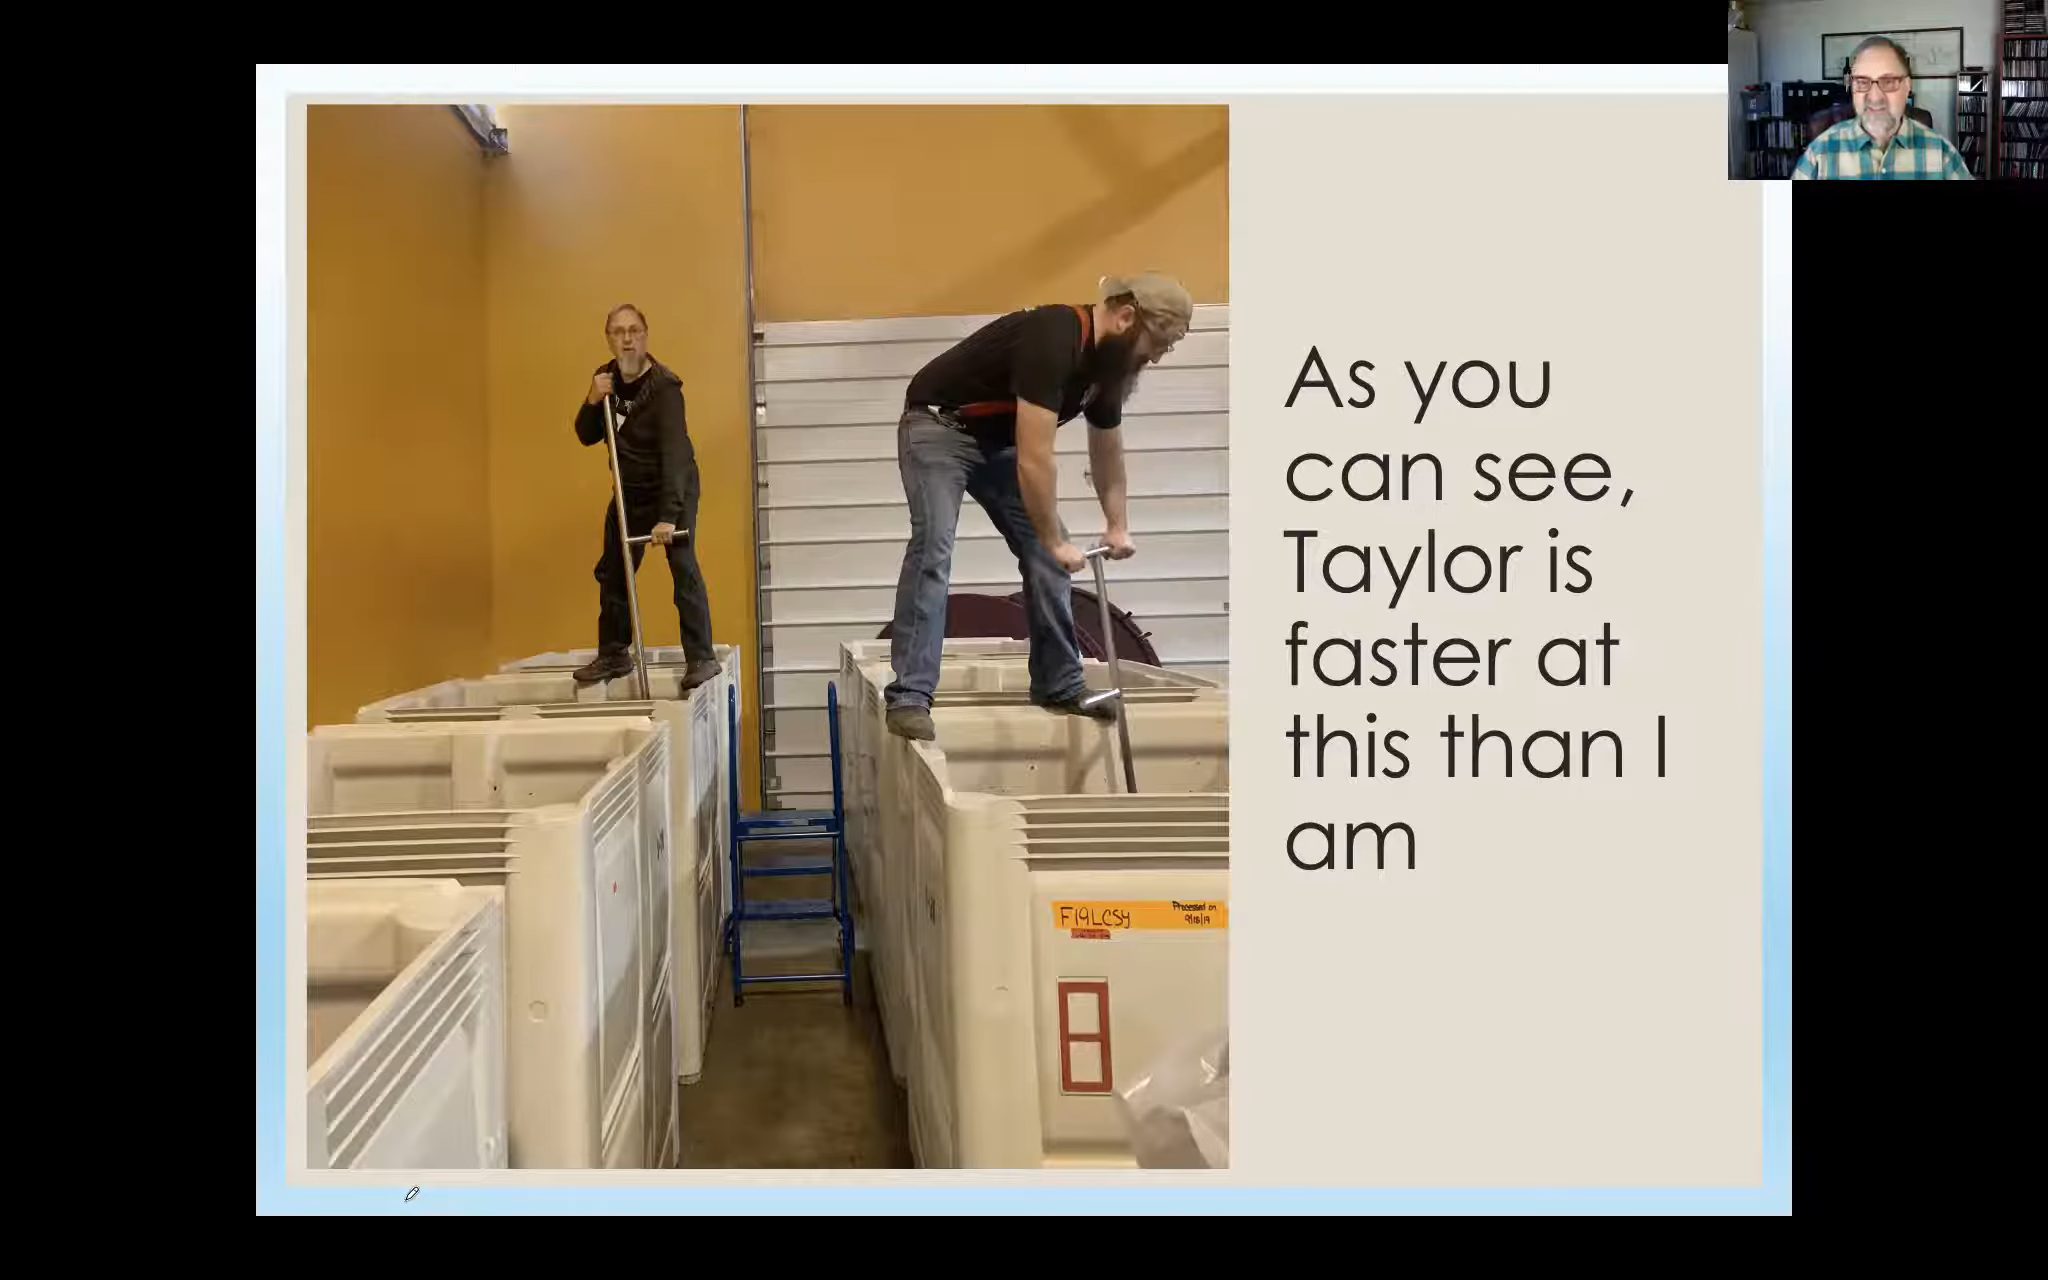 As you
can see,
Taylor is
faster at
this than I
am
F19LCSY
Processed on
9/18/19